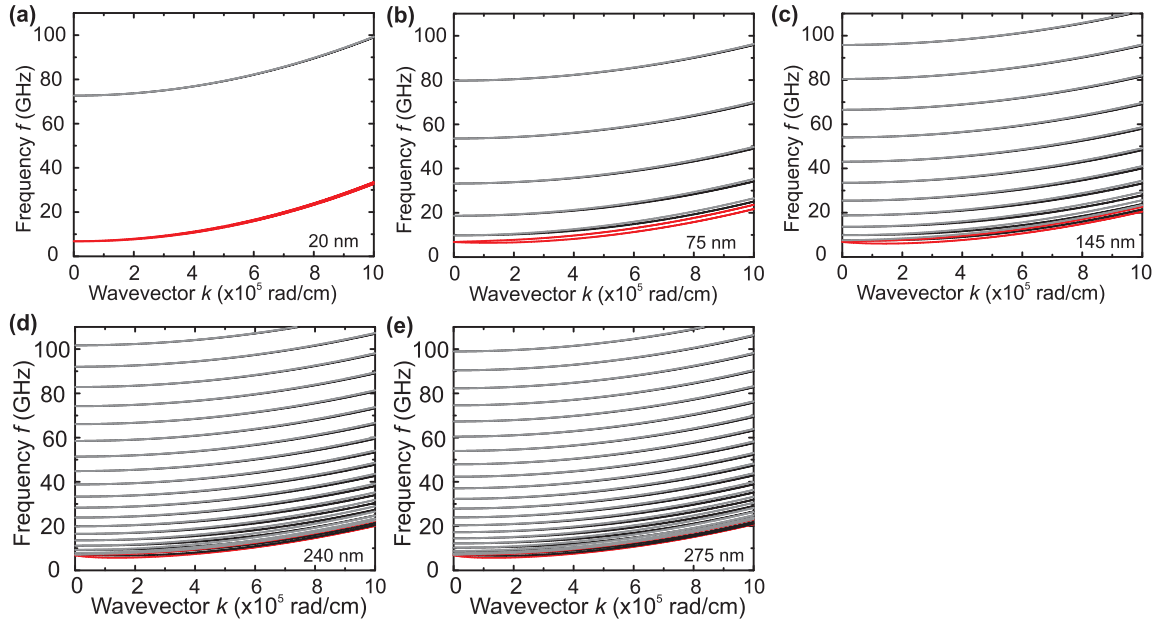 (a)
100
80
60
40
20
0
Frequency f (GHz)
20 nm
0 2 4 6 8 10
Wavevector k (x10⁵ rad/cm)
(b)
100
80
60
40
20
0
Frequency f (GHz)
75 nm
0 2 4 6 8 10
Wavevector k (x10⁵ rad/cm)
(c)
100
80
60
40
20
0
Frequency f (GHz)
145 nm
0 2 4 6 8 10
Wavevector k (x10⁵ rad/cm)
(d)
100
80
60
40
20
0
Frequency f (GHz)
240 nm
0 2 4 6 8 10
Wavevector k (x10⁵ rad/cm)
(e)
100
80
60
40
20
0
Frequency f (GHz)
275 nm
0 2 4 6 8 10
Wavevector k (x10⁵ rad/cm)